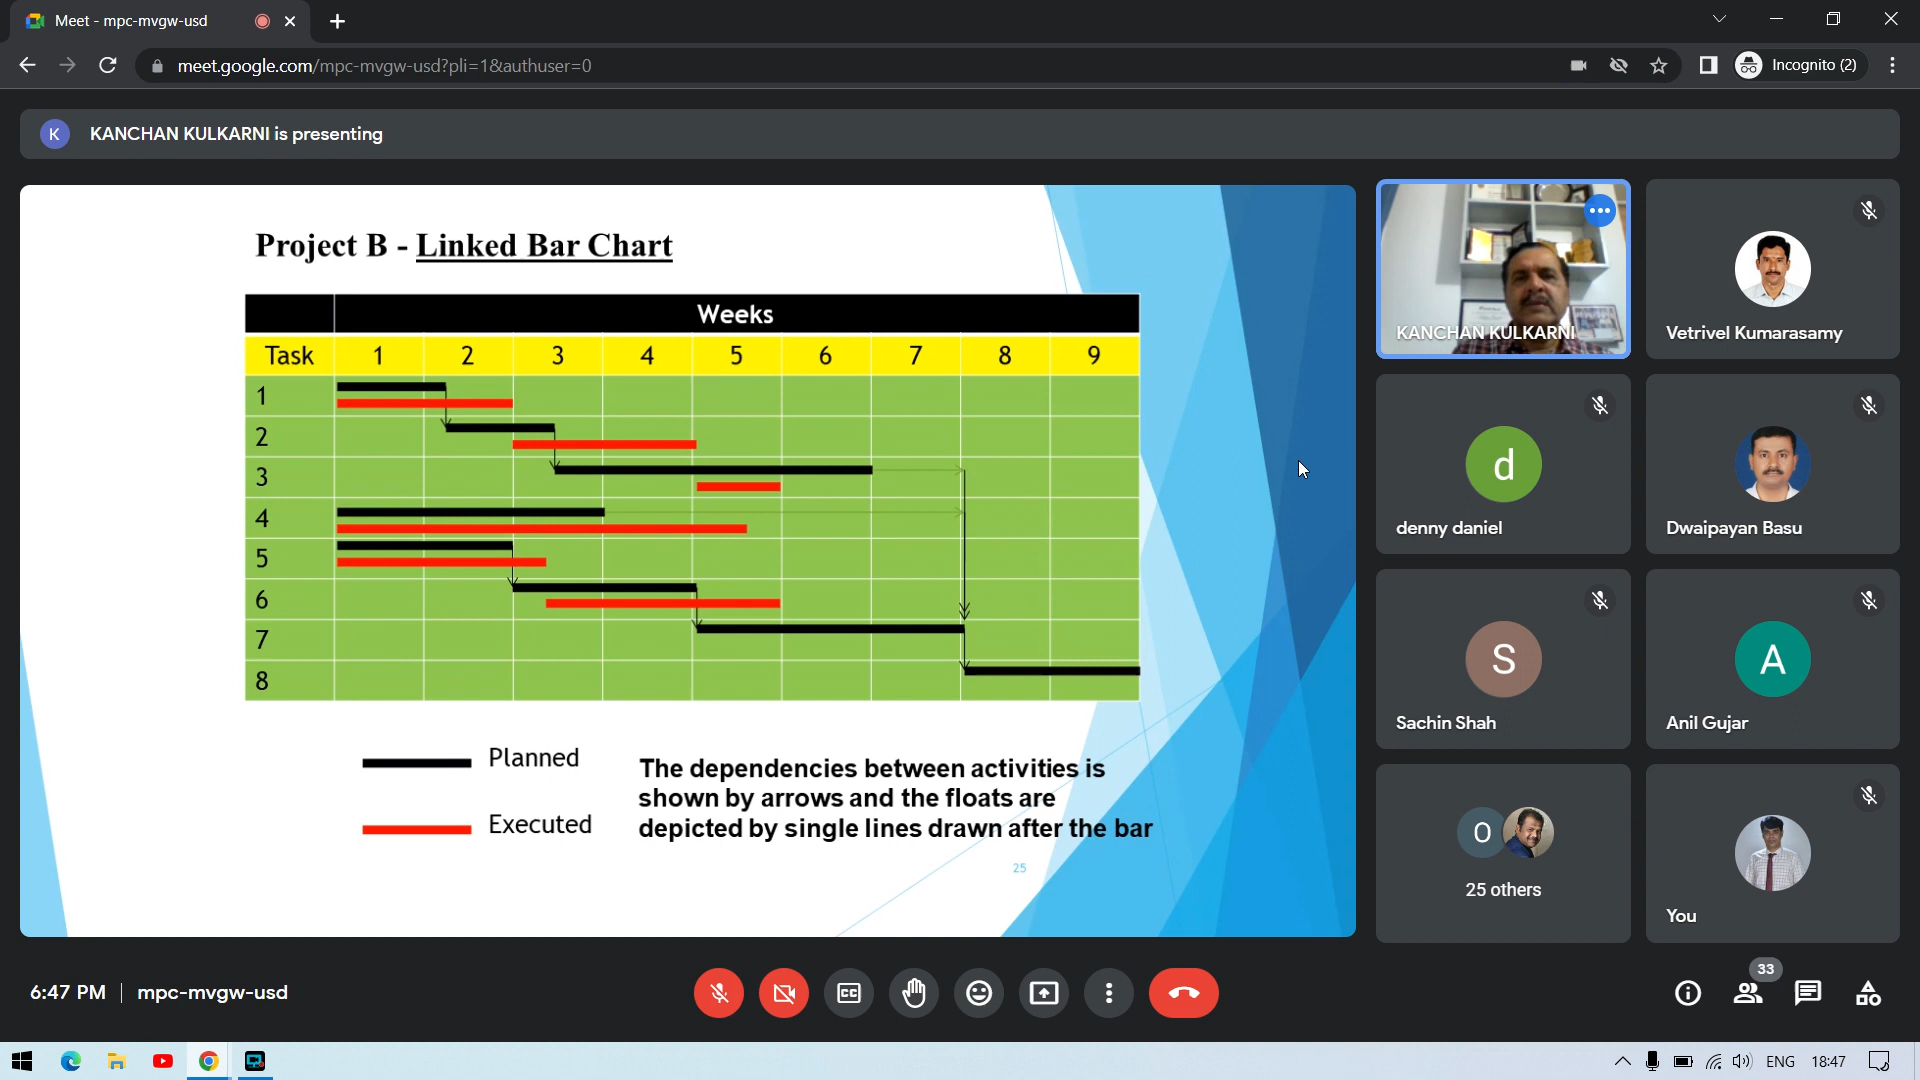 Meet - mpc-mvgw-usd
meet.google.com/mpc-mvgw-usd?pli=1&authuser=0
Incognito (2)
K
KANCHAN KULKARNI is presenting
Project B - Linked Bar Chart
Weeks
Task 1 2 3 4 5 6 7 8 9
1
2
3
4
5
6
7
8
Planned
Executed
The dependencies between activities is
shown by arrows and the floats are
depicted by single lines drawn after the bar
25
KANCHAN KULKARNI
Vetrivel Kumarasamy
d
denny daniel
Dwaipayan Basu
S
Sachin Shah
A
Anil Gujar
O
25 others
You
6:47 PM | mpc-mvgw-usd
CC
33
ENG
18:47